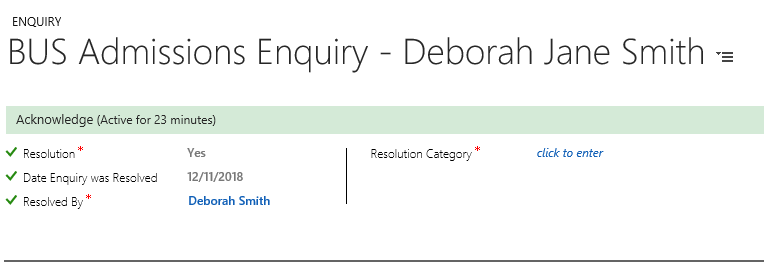 ENQUIRY
BUS Admissions Enquiry - Deborah Jane Smith
Acknowledge (Active for 23 minutes)
Resolution * Yes
Resolution Category * click to enter
Date Enquiry was Resolved 12/11/2018
Resolved By * Deborah Smith